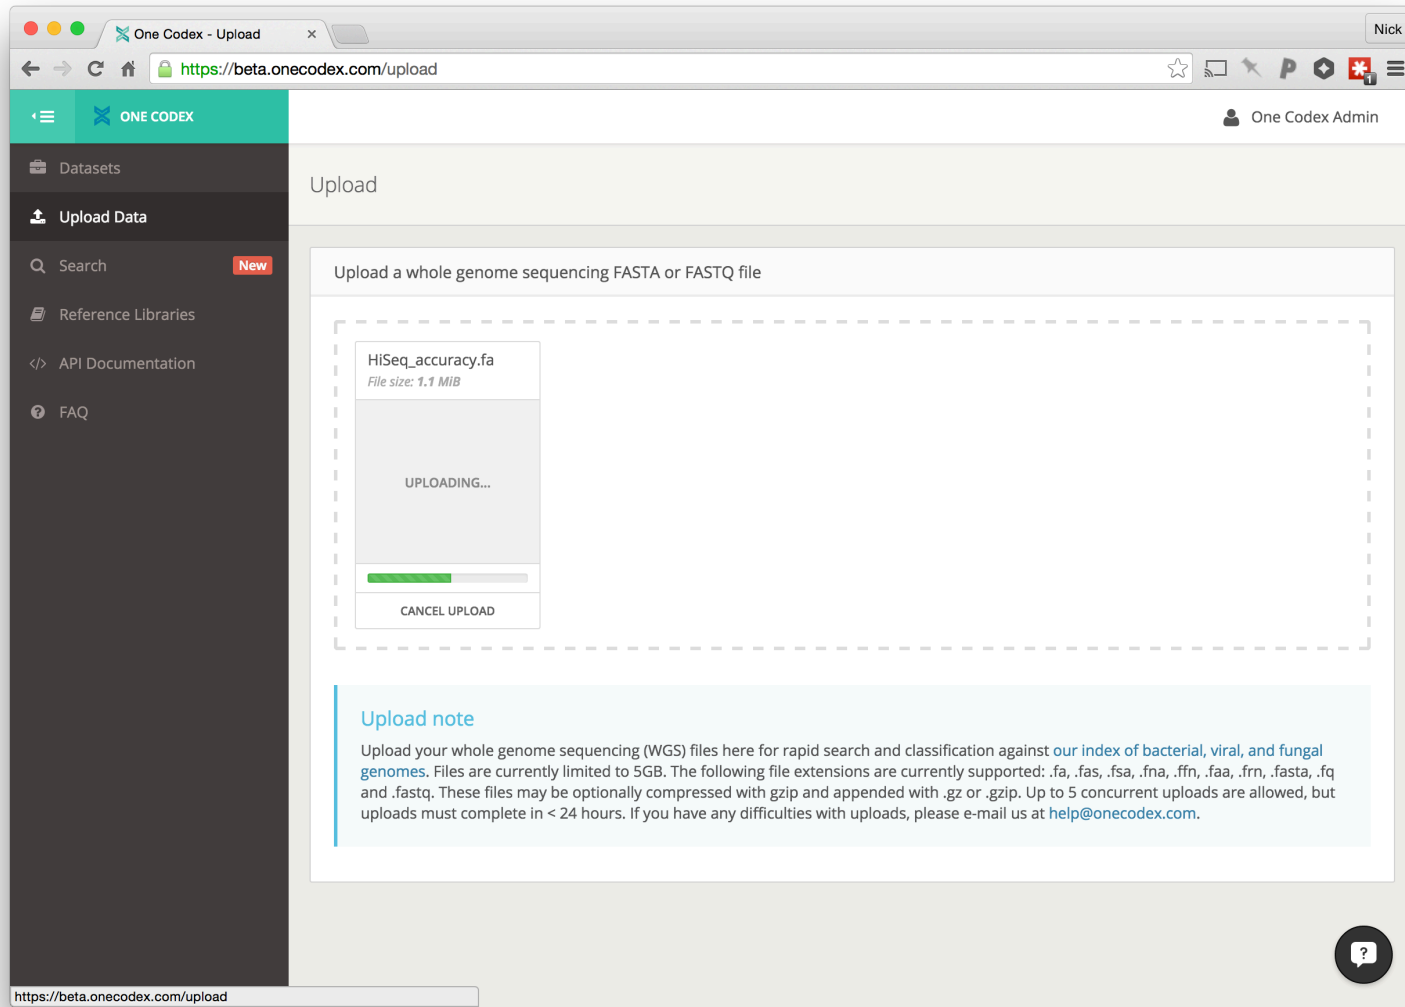 One Codex - Upload
Nick
https://beta.onecodex.com/upload
1
ONE CODEX
One Codex Admin
Datasets
Upload Data
Search
New
Reference Libraries
API Documentation
FAQ
Upload
Upload a whole genome sequencing FASTA or FASTQ file
HiSeq_accuracy.fa
File size: 1.1 MiB
UPLOADING...
CANCEL UPLOAD
Upload note
Upload your whole genome sequencing (WGS) files here for rapid search and classification against our index of bacterial, viral, and fungal
genomes. Files are currently limited to 5GB. The following file extensions are currently supported: .fa, .fas, .fsa, .fna, .ffn, .faa, .frn, .fasta, .fq
and .fastq. These files may be optionally compressed with gzip and appended with .gz or .gzip. Up to 5 concurrent uploads are allowed, but
uploads must complete in < 24 hours. If you have any difficulties with uploads, please e-mail us at help@onecodex.com.
https://beta.onecodex.com/upload